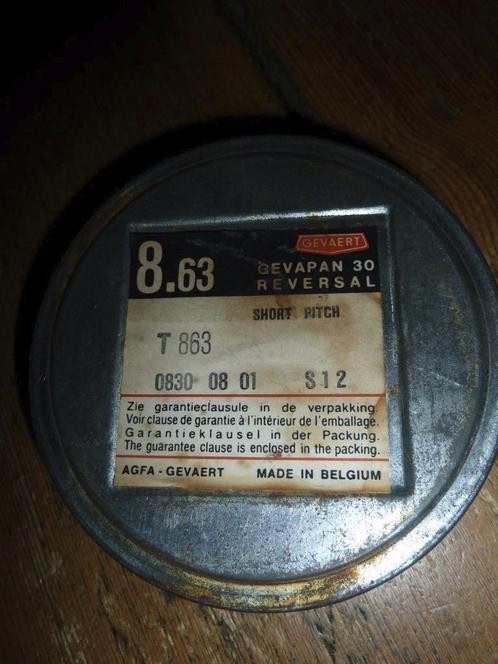 GEVAERT
8.63 GEVAPAN 30
REVERSAL
SHORT PITCH
T 863
0830 08 01 S12
Zie garantieclausule in de verpakking.
Voir clause de garantie à l'intérieur de l'emballage.
Garantieklausel in der Packung.
The guarantee clause is enclosed in the packing.
AGFA - GEVAERT MADE IN BELGIUM